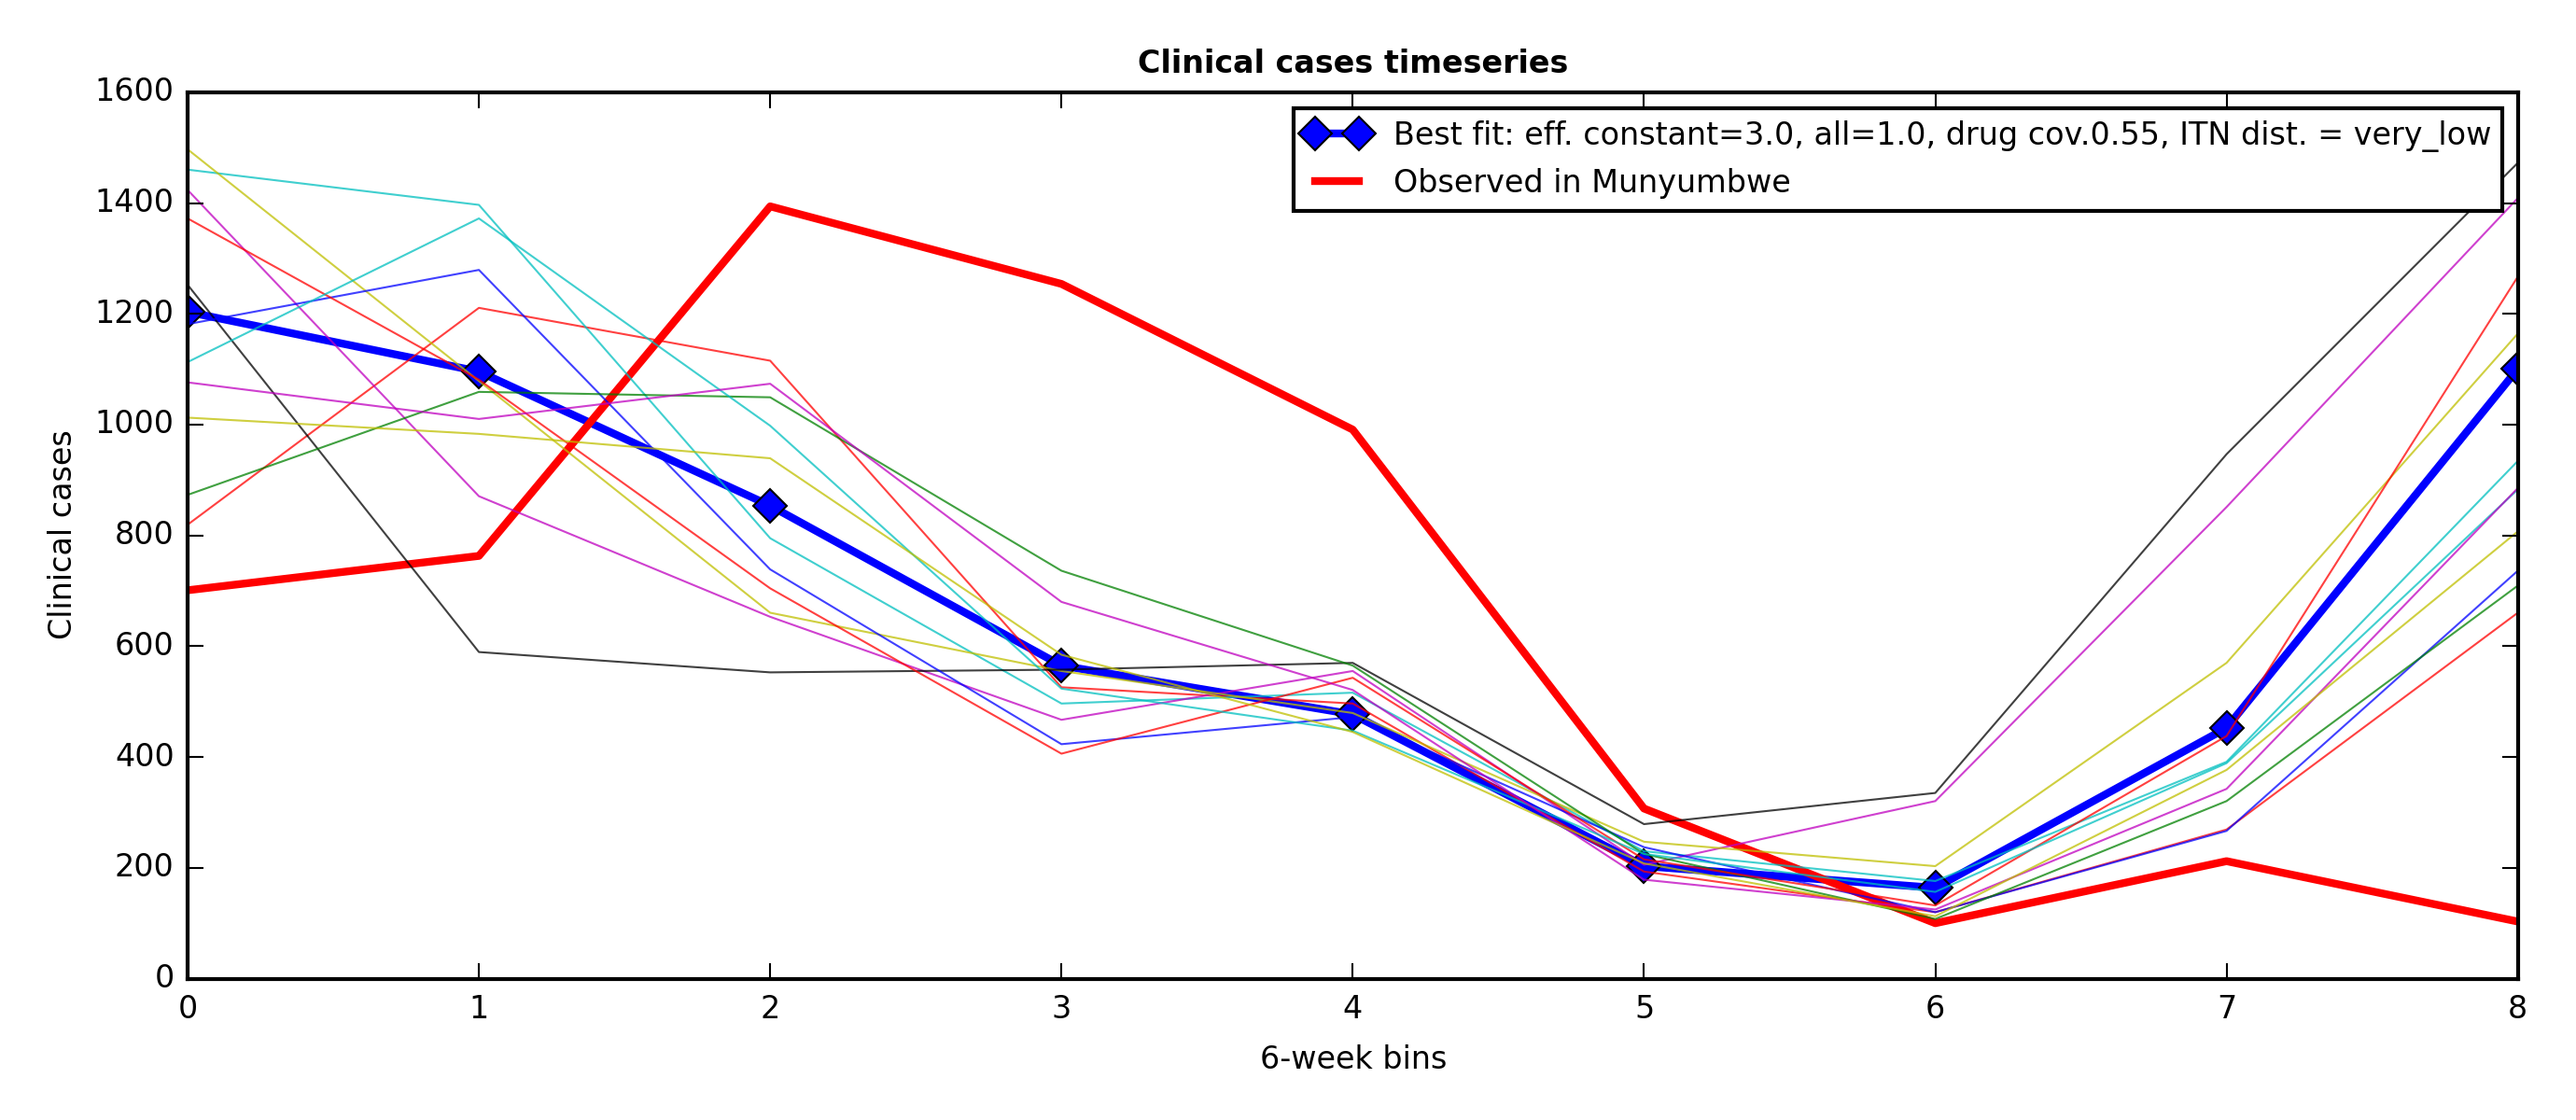 Clinical cases timeseries
1600
1400
1200
1000
800
600
400
200
0
Clinical cases
Best fit: eff. constant=3.0, all=1.0, drug cov.0.55, ITN dist. = very_low
Observed in Munyumbwe
0 1 2 3 4 5 6 7 8
6-week bins